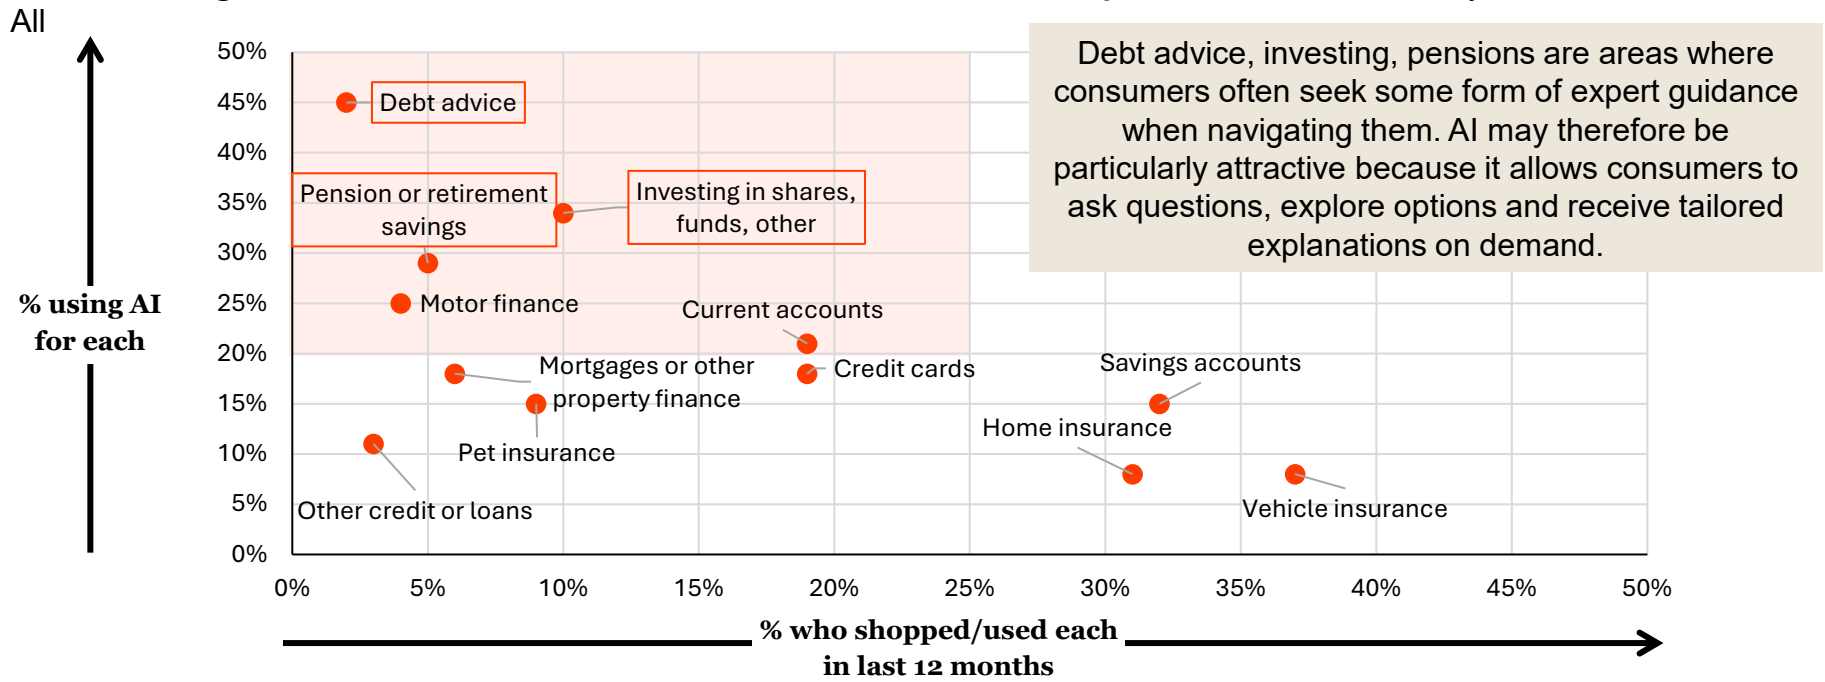 All
50%
45%
40%
35%
30%
25%
20%
15%
10%
5%
0%
% using AI
for each
Debt advice
Pension or retirement
savings
Investing in shares,
funds, other
Motor finance
Current accounts
Mortgages or other
property finance
Credit cards
Pet insurance
Other credit or loans
Savings accounts
Home insurance
Vehicle insurance
Debt advice, investing, pensions are areas where
consumers often seek some form of expert guidance
when navigating them. AI may therefore be
particularly attractive because it allows consumers to
ask questions, explore options and receive tailored
explanations on demand.
0% 5% 10% 15% 20% 25% 30% 35% 40% 45% 50%
% who shopped/used each
in last 12 months